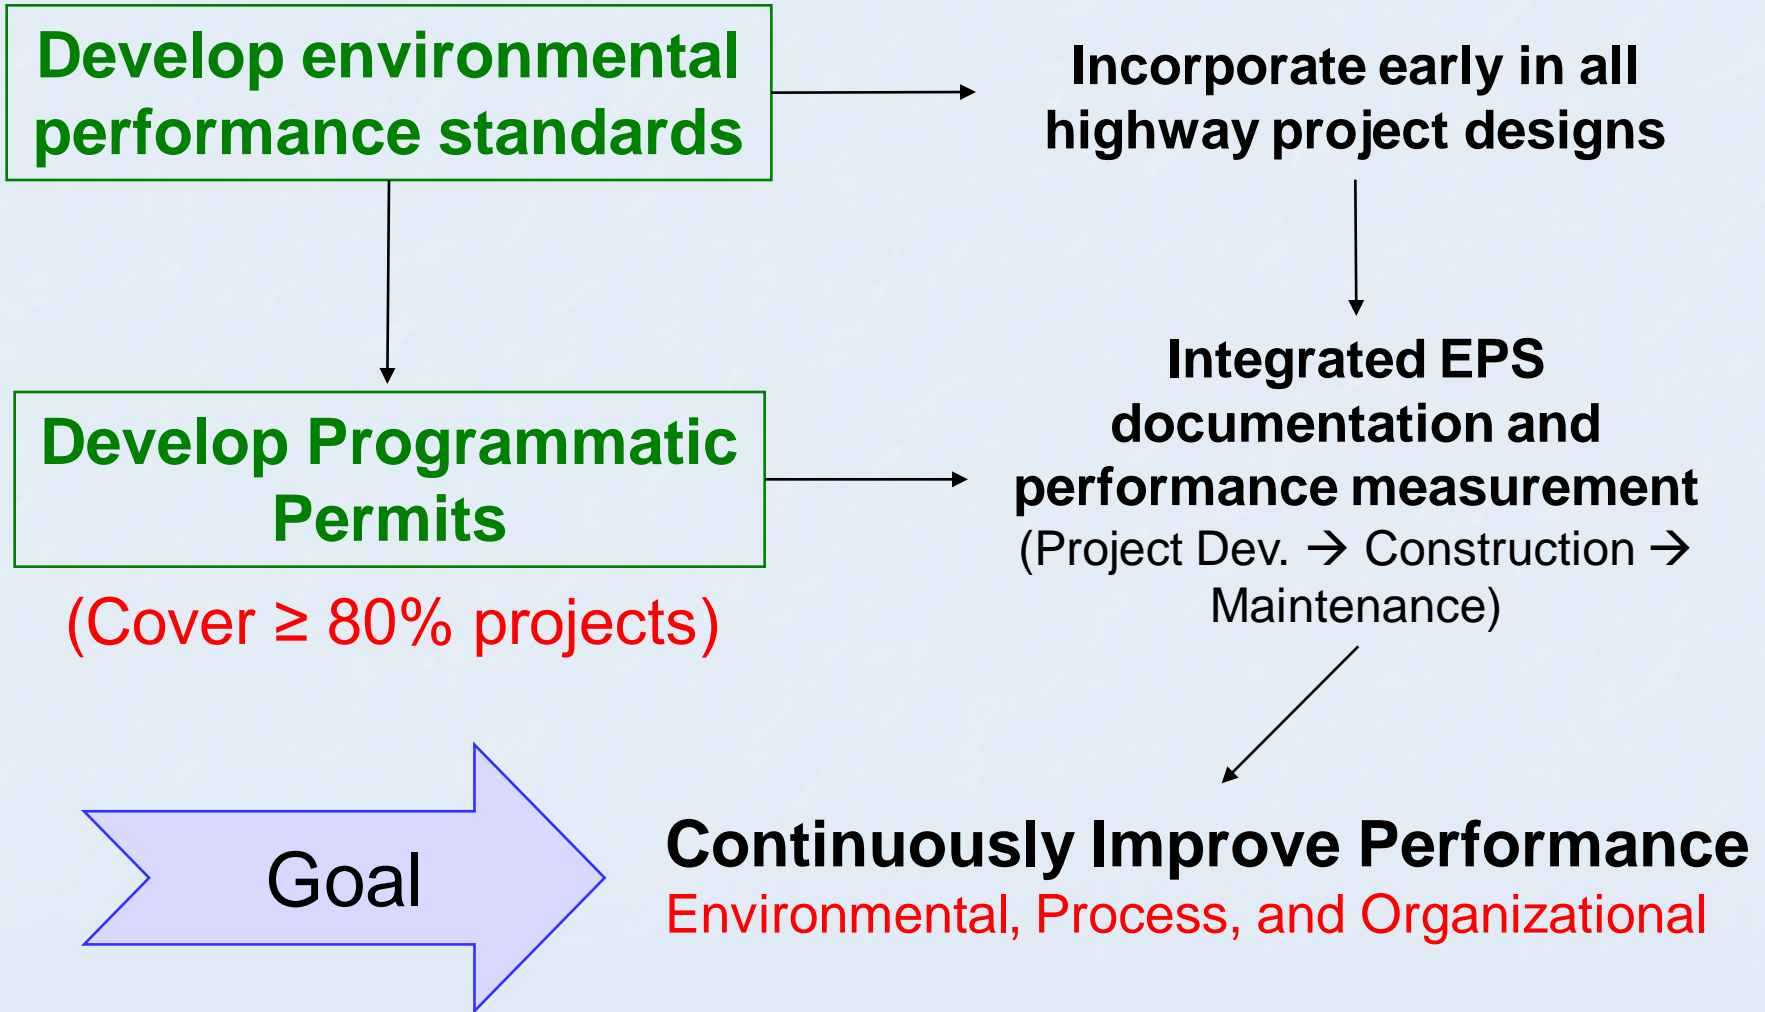 Develop environmental
performance standards
Incorporate early in all
highway project designs
Develop Programmatic
Permits
(Cover ≥ 80% projects)
Integrated EPS
documentation and
performance measurement
(Project Dev. → Construction →
Maintenance)
Goal
Continuously Improve Performance
Environmental, Process, and Organizational